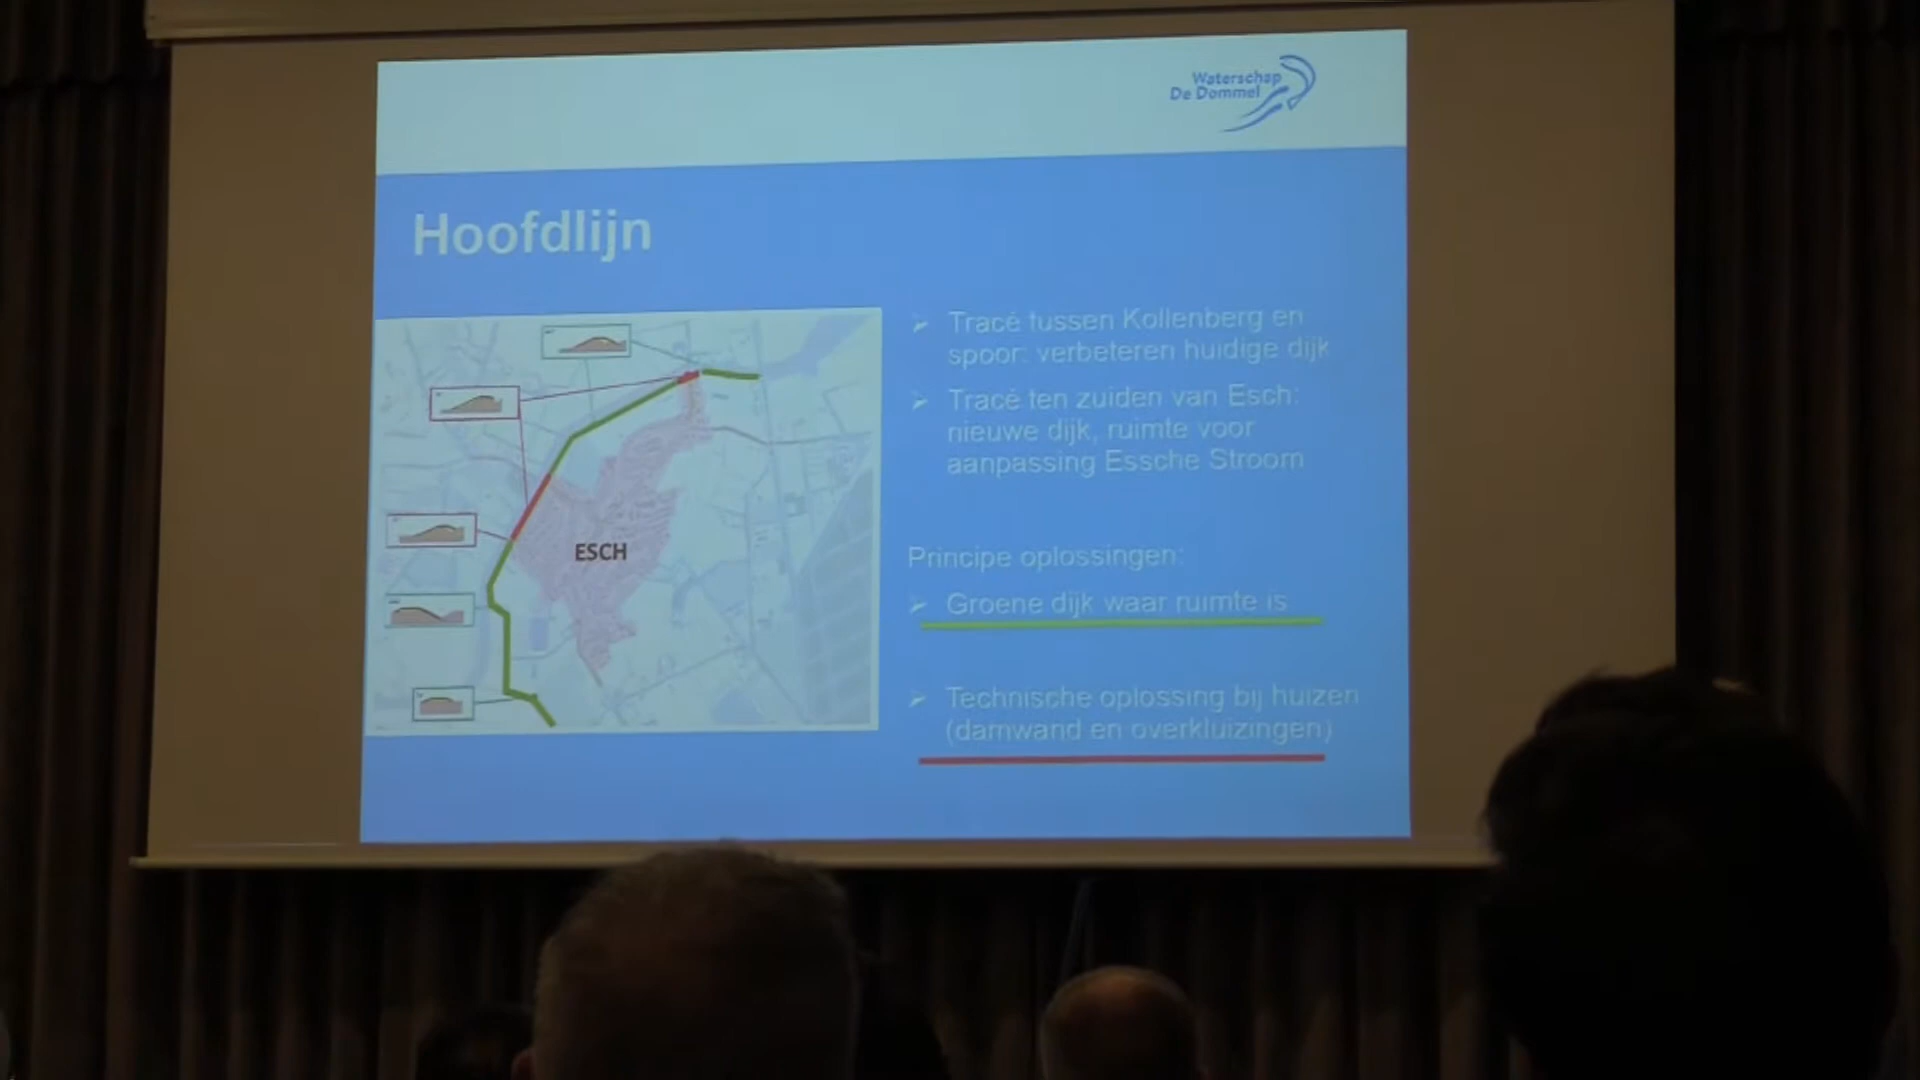 Waterschap
De Dommel
Hoofdlijn
Tracé tussen Kollenberg en
spoor: verbeteren huidige dijk
Tracé ten zuiden van Esch:
nieuwe dijk, ruimte voor
aanpassing Essche Stroom
ESCH
Principe oplossingen:
Groene dijk waar ruimte is
Technische oplossing bij huizen
(damwand en overkluizingen)